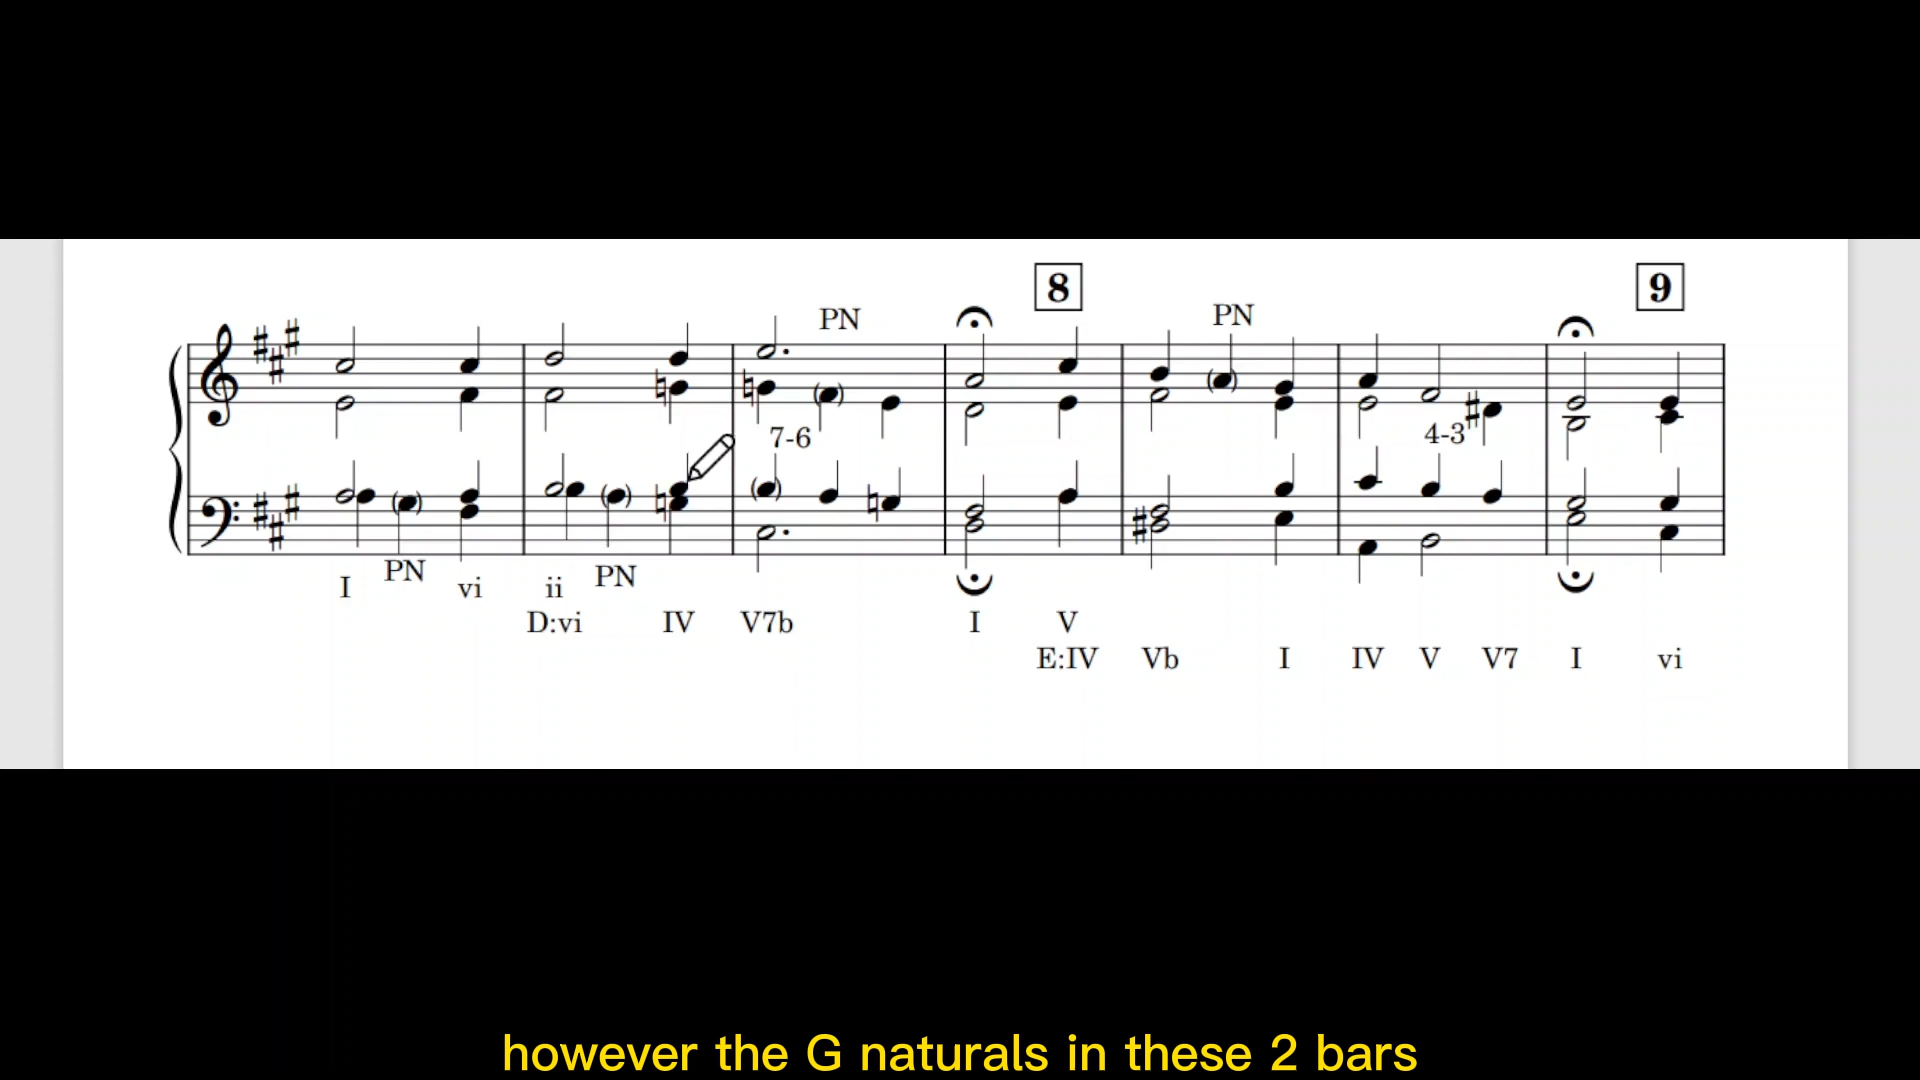 8 9
PN PN
7-6 4-3
PN PN
I vi ii
D:vi IV V7b I V
E:IV Vb I IV V V7 I vi
however the G naturals in these 2 bars